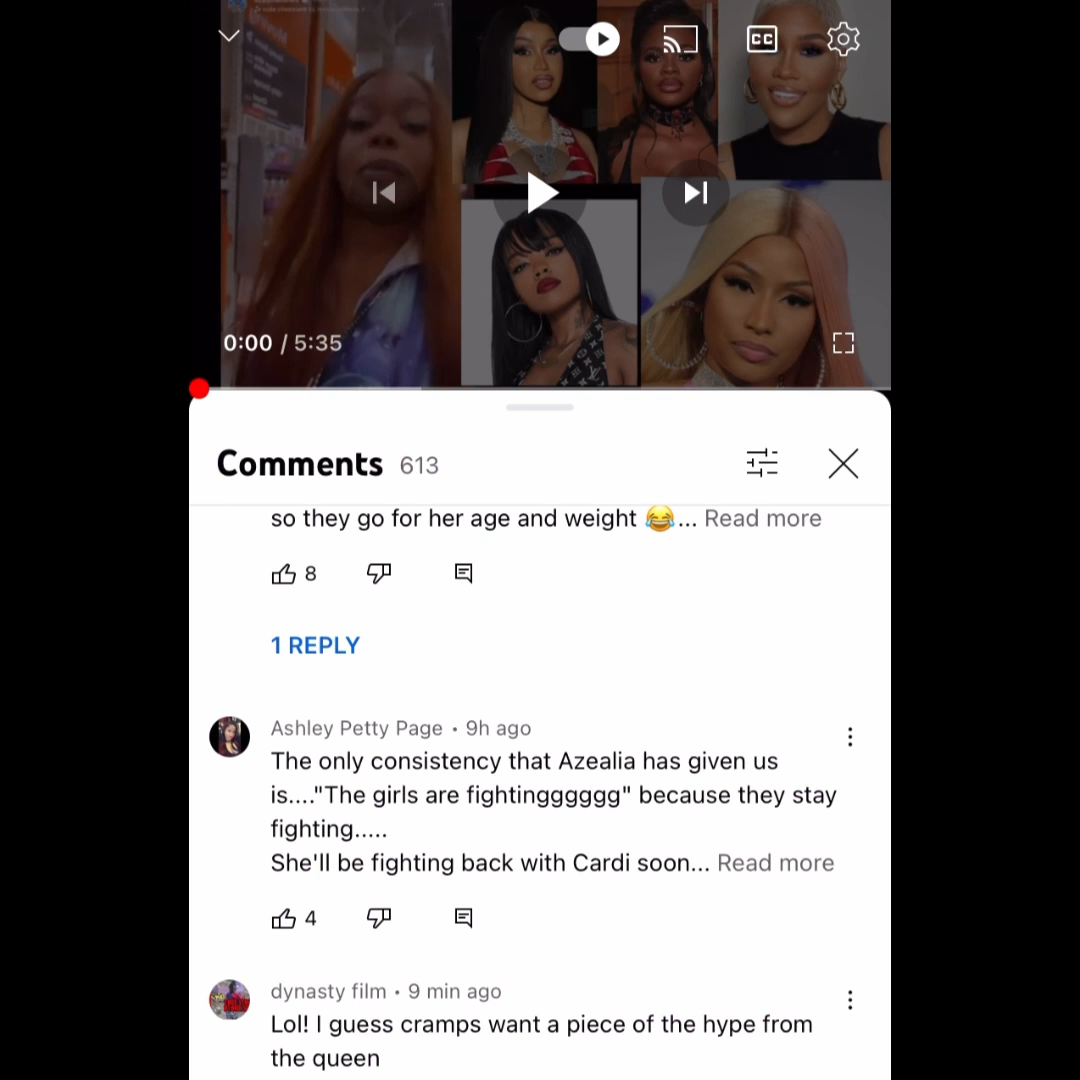 CC
0:00 / 5:35
Comments 613
so they go for her age and weight 😂... Read more
8
1 REPLY
Ashley Petty Page • 9h ago
The only consistency that Azealia has given us
is...."The girls are fightingggggg" because they stay
fighting.....
She'll be fighting back with Cardi soon... Read more
4
dynasty film • 9 min ago
Lol! I guess cramps want a piece of the hype from
the queen